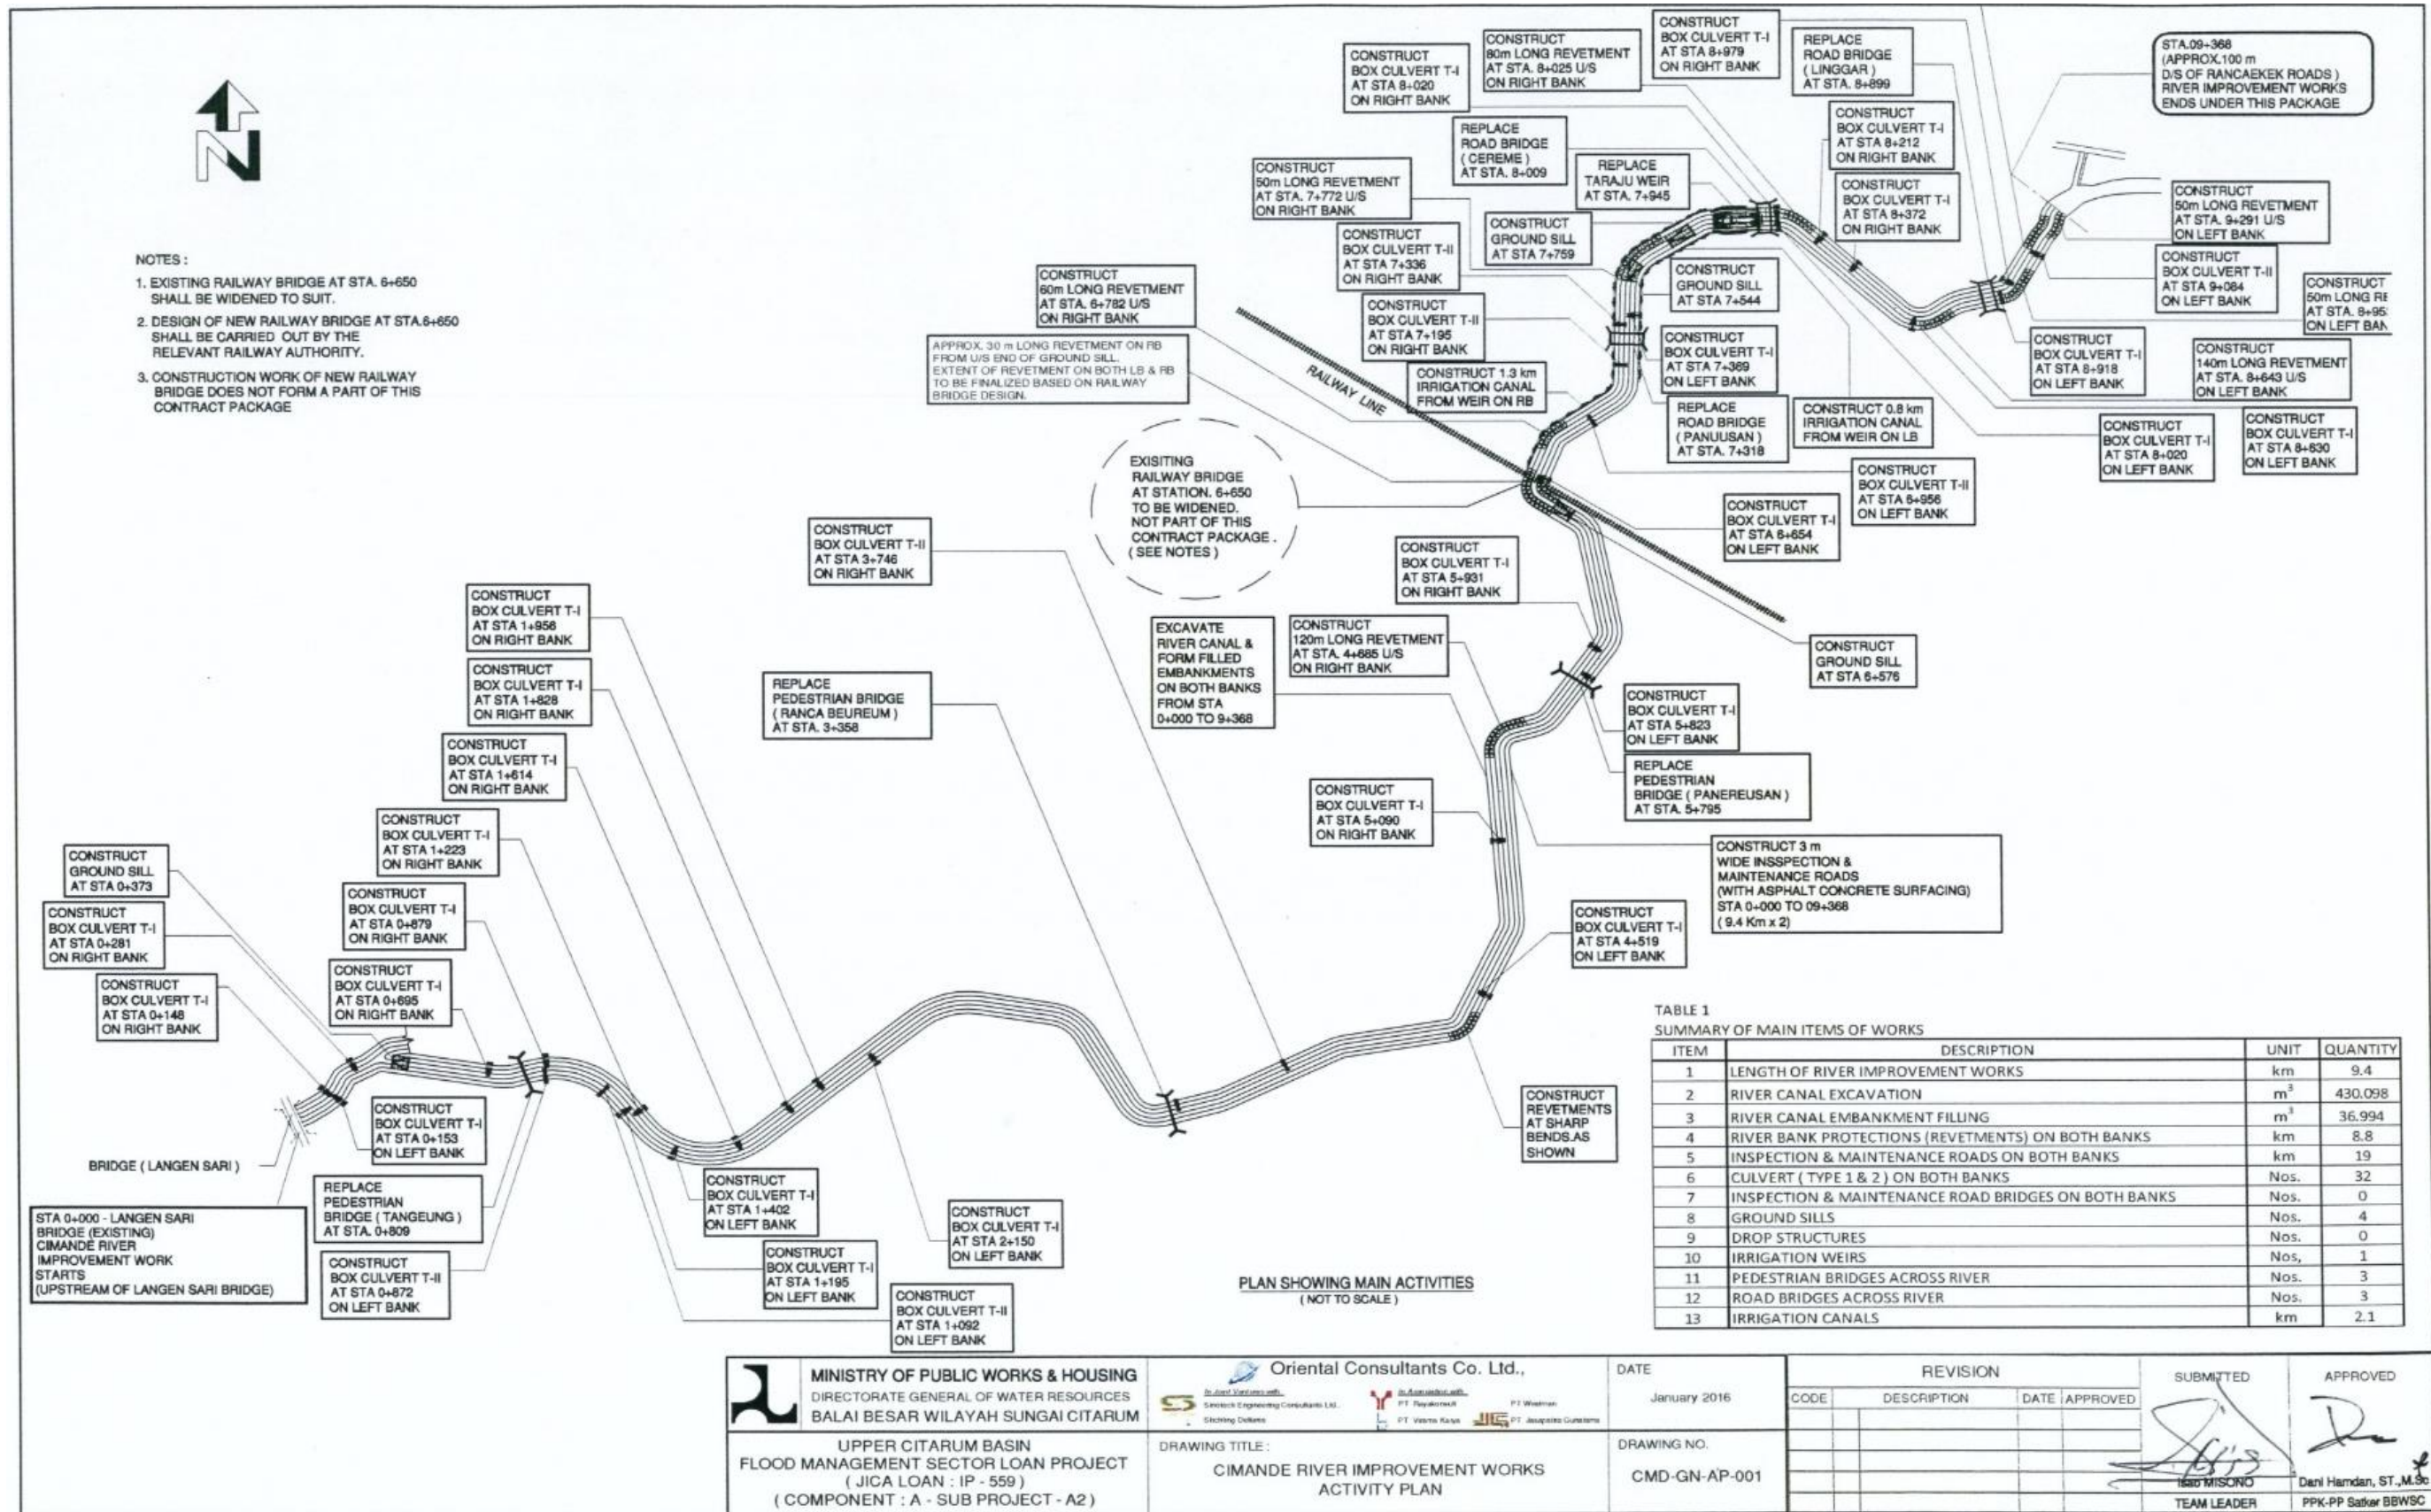 N
NOTES :
1. EXISTING RAILWAY BRIDGE AT STA. 6+650
SHALL BE WIDENED TO SUIT.
2. DESIGN OF NEW RAILWAY BRIDGE AT STA.6+650
SHALL BE CARRIED OUT BY THE
RELEVANT RAILWAY AUTHORITY.
3. CONSTRUCTION WORK OF NEW RAILWAY
BRIDGE DOES NOT FORM A PART OF THIS
CONTRACT PACKAGE
CONSTRUCT
BOX CULVERT T-I
AT STA 8+020
ON RIGHT BANK
CONSTRUCT
80m LONG REVETMENT
AT STA. 8+025 U/S
ON RIGHT BANK
CONSTRUCT
BOX CULVERT T-I
AT STA 8+979
ON RIGHT BANK
REPLACE
ROAD BRIDGE
( LINGGAR )
AT STA. 8+899
STA.09+368
(APPROX.100 m
D/S OF RANCAEKEK ROADS )
RIVER IMPROVEMENT WORKS
ENDS UNDER THIS PACKAGE
REPLACE
ROAD BRIDGE
( CEREME )
AT STA. 8+009
REPLACE
TARAJU WEIR
AT STA. 7+945
CONSTRUCT
BOX CULVERT T-I
AT STA 8+212
ON RIGHT BANK
CONSTRUCT
50m LONG REVETMENT
AT STA. 7+772 U/S
ON RIGHT BANK
CONSTRUCT
GROUND SILL
AT STA 7+759
CONSTRUCT
BOX CULVERT T-I
AT STA 8+372
ON RIGHT BANK
CONSTRUCT
50m LONG REVETMENT
AT STA. 9+291 U/S
ON LEFT BANK
CONSTRUCT
BOX CULVERT T-II
AT STA 7+336
ON RIGHT BANK
CONSTRUCT
GROUND SILL
AT STA 7+544
CONSTRUCT
BOX CULVERT T-II
AT STA 9+084
ON LEFT BANK
CONSTRUCT
50m LONG RE
AT STA. 8+95
ON LEFT BAN
CONSTRUCT
60m LONG REVETMENT
AT STA. 6+782 U/S
ON RIGHT BANK
CONSTRUCT
BOX CULVERT T-II
AT STA 7+195
ON RIGHT BANK
CONSTRUCT
BOX CULVERT T-I
AT STA 7+369
ON LEFT BANK
CONSTRUCT
BOX CULVERT T-I
AT STA 8+918
ON LEFT BANK
CONSTRUCT
140m LONG REVETMENT
AT STA. 8+643 U/S
ON LEFT BANK
APPROX. 30 m LONG REVETMENT ON RB
FROM U/S END OF GROUND SILL.
EXTENT OF REVETMENT ON BOTH LB & RB
TO BE FINALIZED BASED ON RAILWAY
BRIDGE DESIGN.
RAILWAY LINE
CONSTRUCT 1.3 km
IRRIGATION CANAL
FROM WEIR ON RB
REPLACE
ROAD BRIDGE
( PANUUSAN )
AT STA. 7+318
CONSTRUCT 0.8 km
IRRIGATION CANAL
FROM WEIR ON LB
CONSTRUCT
BOX CULVERT T-I
AT STA 8+020
ON LEFT BANK
CONSTRUCT
BOX CULVERT T-I
AT STA 8+630
ON LEFT BANK
EXISITING
RAILWAY BRIDGE
AT STATION. 6+650
TO BE WIDENED.
NOT PART OF THIS
CONTRACT PACKAGE .
( SEE NOTES )
CONSTRUCT
BOX CULVERT T-II
AT STA 6+956
ON LEFT BANK
CONSTRUCT
BOX CULVERT T-I
AT STA 6+654
ON LEFT BANK
CONSTRUCT
BOX CULVERT T-II
AT STA 3+746
ON RIGHT BANK
CONSTRUCT
BOX CULVERT T-I
AT STA 5+931
ON RIGHT BANK
CONSTRUCT
BOX CULVERT T-I
AT STA 1+956
ON RIGHT BANK
EXCAVATE
RIVER CANAL &
FORM FILLED
EMBANKMENTS
ON BOTH BANKS
FROM STA
0+000 TO 9+368
CONSTRUCT
120m LONG REVETMENT
AT STA. 4+685 U/S
ON RIGHT BANK
CONSTRUCT
GROUND SILL
AT STA 6+576
CONSTRUCT
BOX CULVERT T-I
AT STA 1+828
ON RIGHT BANK
REPLACE
PEDESTRIAN BRIDGE
( RANCA BEUREUM )
AT STA. 3+358
CONSTRUCT
BOX CULVERT T-I
AT STA 5+823
ON LEFT BANK
CONSTRUCT
BOX CULVERT T-I
AT STA 1+614
ON RIGHT BANK
REPLACE
PEDESTRIAN
BRIDGE ( PANEREUSAN )
AT STA. 5+795
CONSTRUCT
BOX CULVERT T-I
AT STA 5+090
ON RIGHT BANK
CONSTRUCT
BOX CULVERT T-I
AT STA 1+223
ON RIGHT BANK
CONSTRUCT 3 m
WIDE INSSPECTION &
MAINTENANCE ROADS
(WITH ASPHALT CONCRETE SURFACING)
STA 0+000 TO 09+368
( 9.4 Km x 2)
CONSTRUCT
GROUND SILL
AT STA 0+373
CONSTRUCT
BOX CULVERT T-I
AT STA 0+879
ON RIGHT BANK
CONSTRUCT
BOX CULVERT T-I
AT STA 0+281
ON RIGHT BANK
CONSTRUCT
BOX CULVERT T-I
AT STA 4+519
ON LEFT BANK
CONSTRUCT
BOX CULVERT T-I
AT STA 0+695
ON RIGHT BANK
CONSTRUCT
BOX CULVERT T-I
AT STA 0+148
ON RIGHT BANK
CONSTRUCT
BOX CULVERT T-I
AT STA 0+153
ON LEFT BANK
CONSTRUCT
REVETMENTS
AT SHARP
BENDS.AS
SHOWN
BRIDGE ( LANGEN SARI )
REPLACE
PEDESTRIAN
BRIDGE ( TANGEUNG )
AT STA. 0+809
CONSTRUCT
BOX CULVERT T-I
AT STA 1+402
ON LEFT BANK
STA 0+000 - LANGEN SARI
BRIDGE (EXISTING)
CIMANDE RIVER
IMPROVEMENT WORK
STARTS
(UPSTREAM OF LANGEN SARI BRIDGE)
CONSTRUCT
BOX CULVERT T-I
AT STA 2+150
ON LEFT BANK
CONSTRUCT
BOX CULVERT T-II
AT STA 0+872
ON LEFT BANK
CONSTRUCT
BOX CULVERT T-I
AT STA 1+195
ON LEFT BANK
CONSTRUCT
BOX CULVERT T-II
AT STA 1+092
ON LEFT BANK
PLAN SHOWING MAIN ACTIVITIES
( NOT TO SCALE )
TABLE 1
SUMMARY OF MAIN ITEMS OF WORKS
ITEM DESCRIPTION UNIT QUANTITY
1 LENGTH OF RIVER IMPROVEMENT WORKS km 9.4
2 RIVER CANAL EXCAVATION m³ 430.098
3 RIVER CANAL EMBANKMENT FILLING m³ 36.994
4 RIVER BANK PROTECTIONS (REVETMENTS) ON BOTH BANKS km 8.8
5 INSPECTION & MAINTENANCE ROADS ON BOTH BANKS km 19
6 CULVERT ( TYPE 1 & 2 ) ON BOTH BANKS Nos. 32
7 INSPECTION & MAINTENANCE ROAD BRIDGES ON BOTH BANKS Nos. 0
8 GROUND SILLS Nos. 4
9 DROP STRUCTURES Nos. 0
10 IRRIGATION WEIRS Nos, 1
11 PEDESTRIAN BRIDGES ACROSS RIVER Nos. 3
12 ROAD BRIDGES ACROSS RIVER Nos. 3
13 IRRIGATION CANALS km 2.1
MINISTRY OF PUBLIC WORKS & HOUSING
DIRECTORATE GENERAL OF WATER RESOURCES
BALAI BESAR WILAYAH SUNGAI CITARUM
UPPER CITARUM BASIN
FLOOD MANAGEMENT SECTOR LOAN PROJECT
( JICA LOAN : IP - 559 )
( COMPONENT : A - SUB PROJECT - A2 )
Oriental Consultants Co. Ltd.,
In Joint Ventures with:
Sinotech Engineering Consultants Ltd.
In Association with:
PT Virama Karya
DRAWING TITLE :
CIMANDE RIVER IMPROVEMENT WORKS
ACTIVITY PLAN
DATE
January 2016
DRAWING NO.
CMD-GN-AP-001
REVISION
CODE DESCRIPTION DATE APPROVED
SUBMITTED
Isao MISONO
TEAM LEADER
APPROVED
Dani Hamdan, ST.,M.Sc
PPK-PP Satker BBWSC